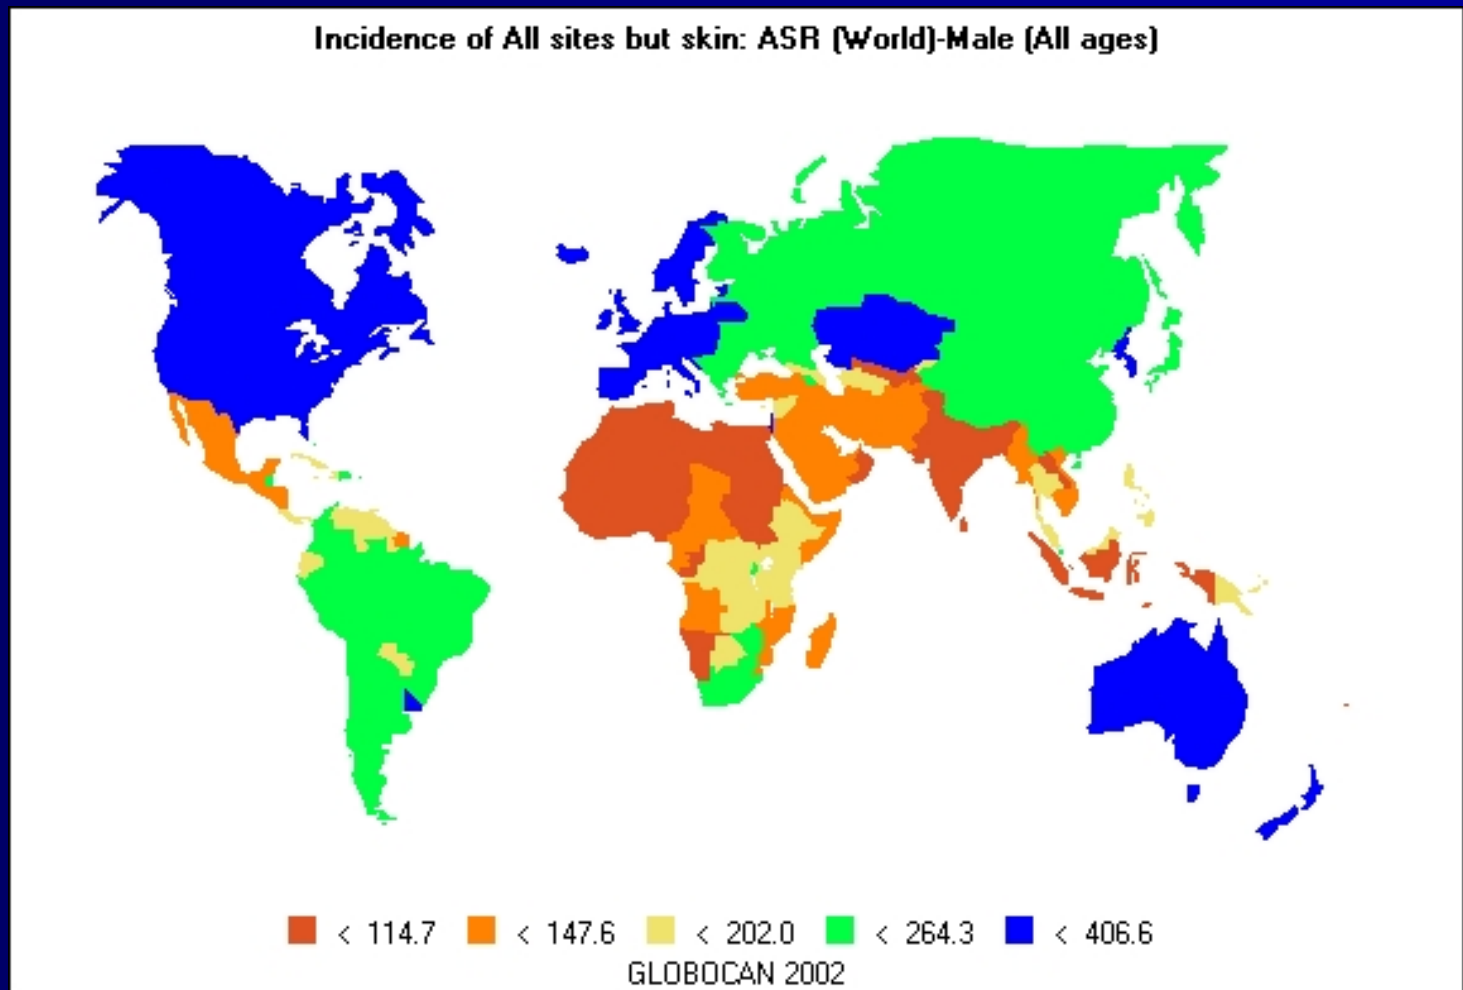 Incidence of All sites but skin: ASR (World)-Male (All ages)
< 114.7 < 147.6 < 202.0 < 264.3 < 406.6
GLOBOCAN 2002